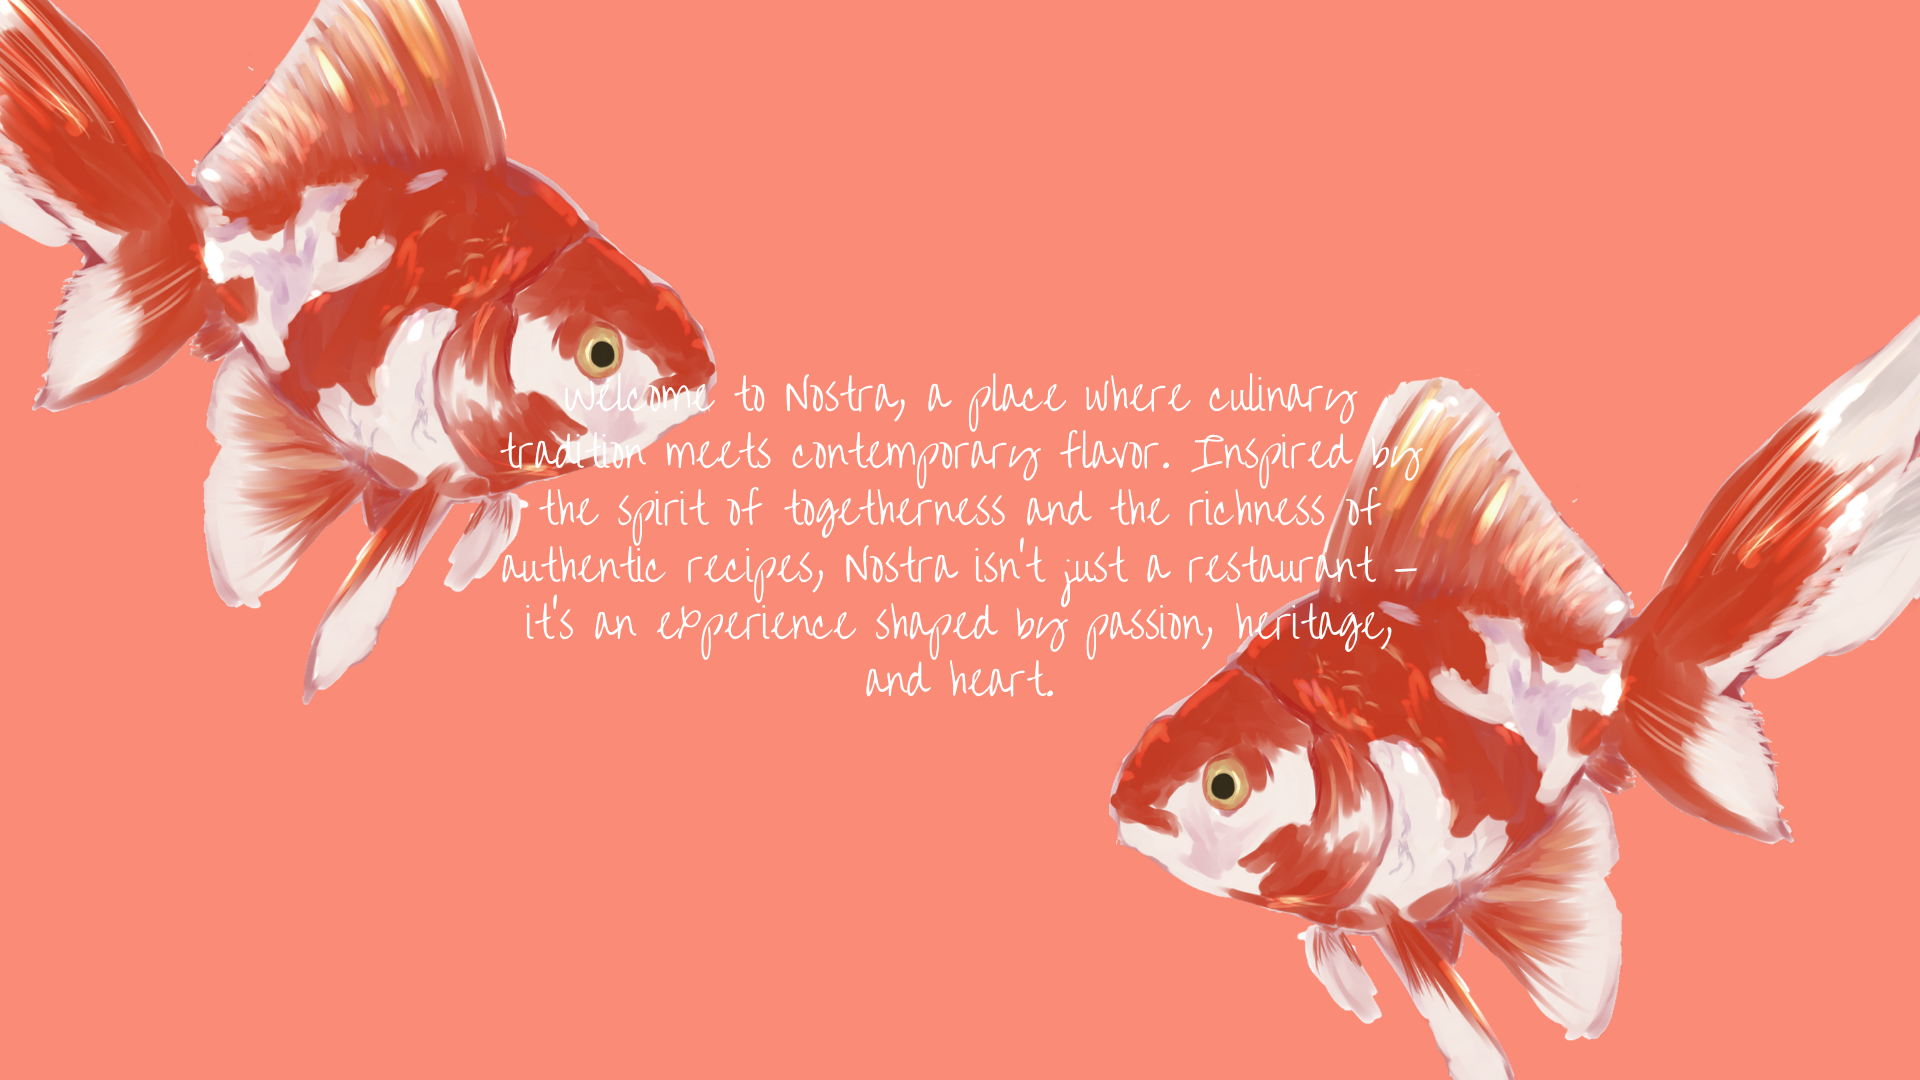 Welcome to Nostra, a place where culinary
tradition meets contemporary flavor. Inspired by
the spirit of togetherness and the richness of
authentic recipes, Nostra isn't just a restaurant –
it's an experience shaped by passion, heritage,
and heart.